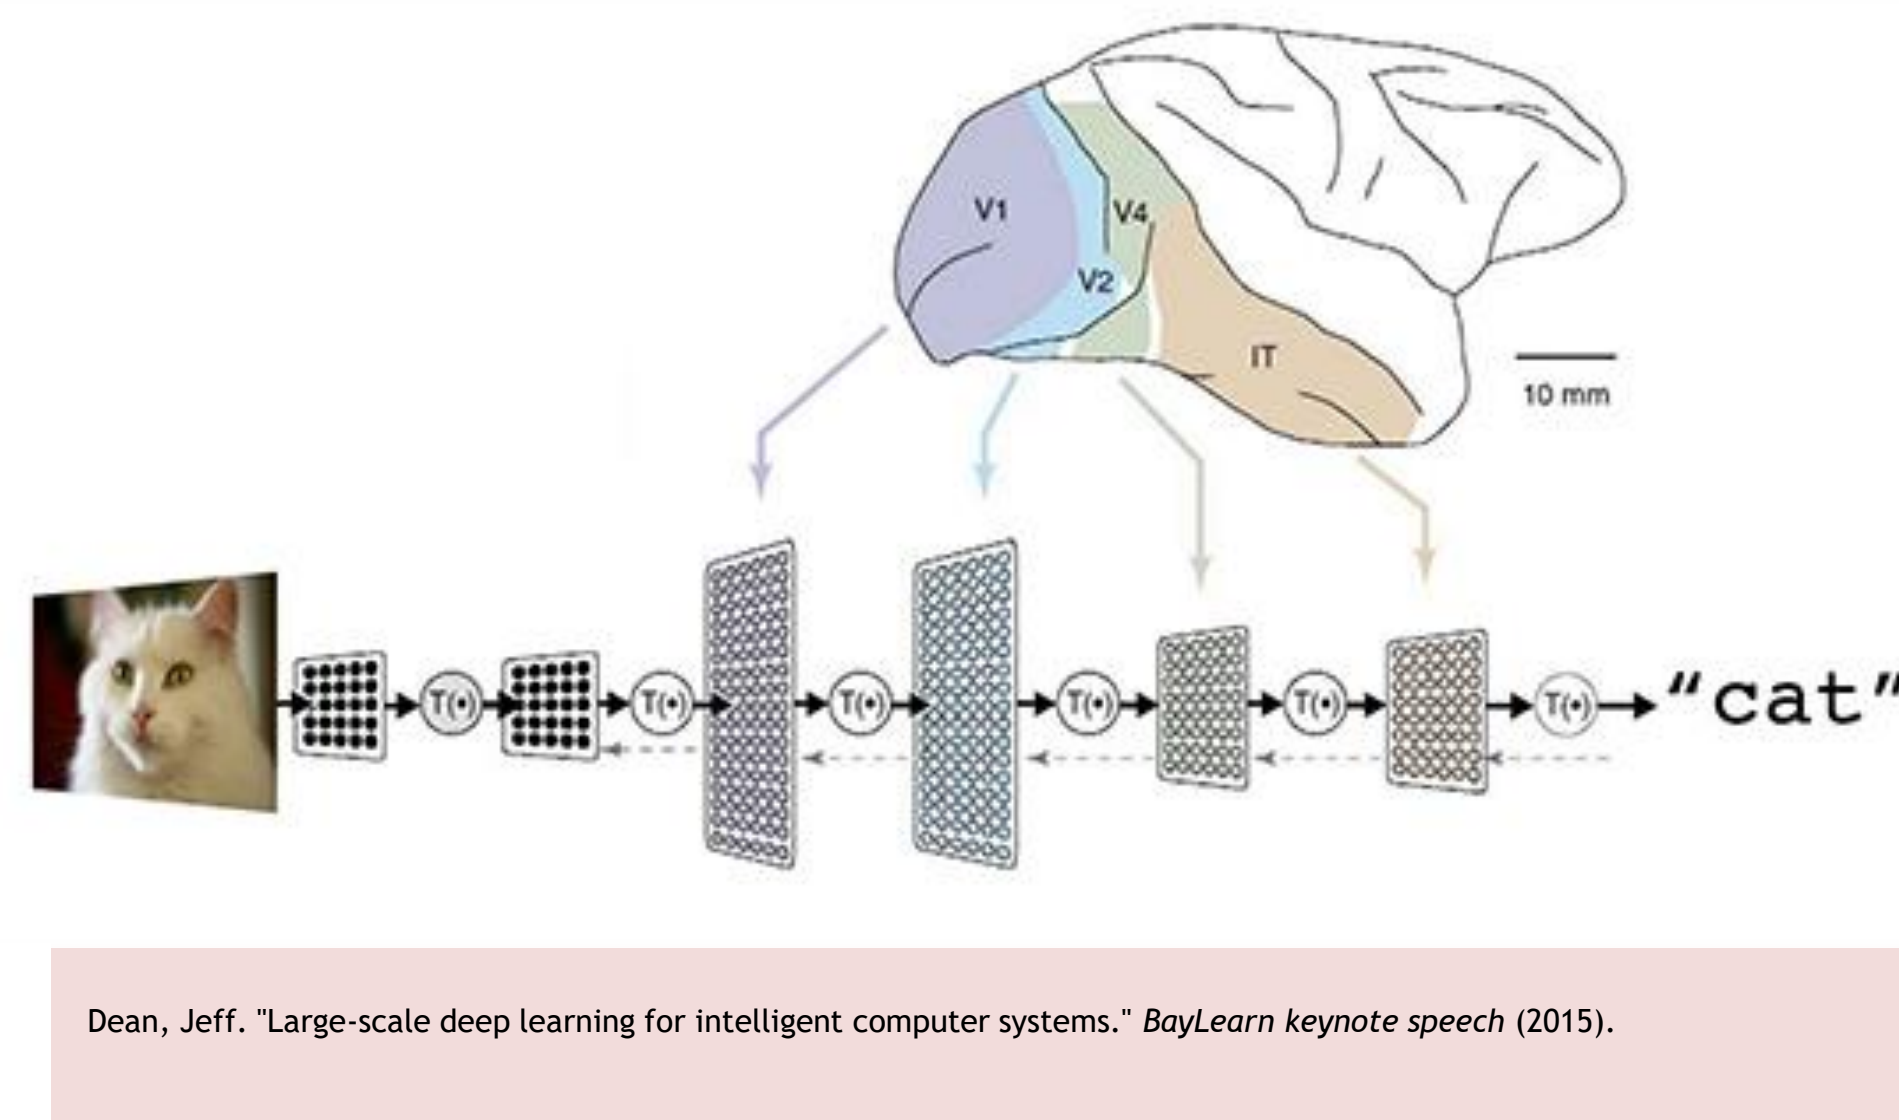 V1
V4
V2
IT
10 mm
T(•) T(•) T(•) T(•) T(•) T(•) “cat”
Dean, Jeff. "Large-scale deep learning for intelligent computer systems." BayLearn keynote speech (2015).